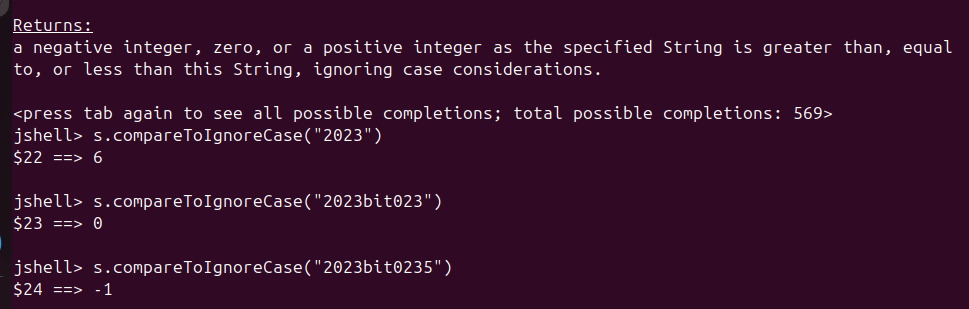 Returns:
a negative integer, zero, or a positive integer as the specified String is greater than, equal
to, or less than this String, ignoring case considerations.
<press tab again to see all possible completions; total possible completions: 569>
jshell> s.compareToIgnoreCase("2023")
$22 ==> 6
jshell> s.compareToIgnoreCase("2023bit023")
$23 ==> 0
jshell> s.compareToIgnoreCase("2023bit0235")
$24 ==> -1